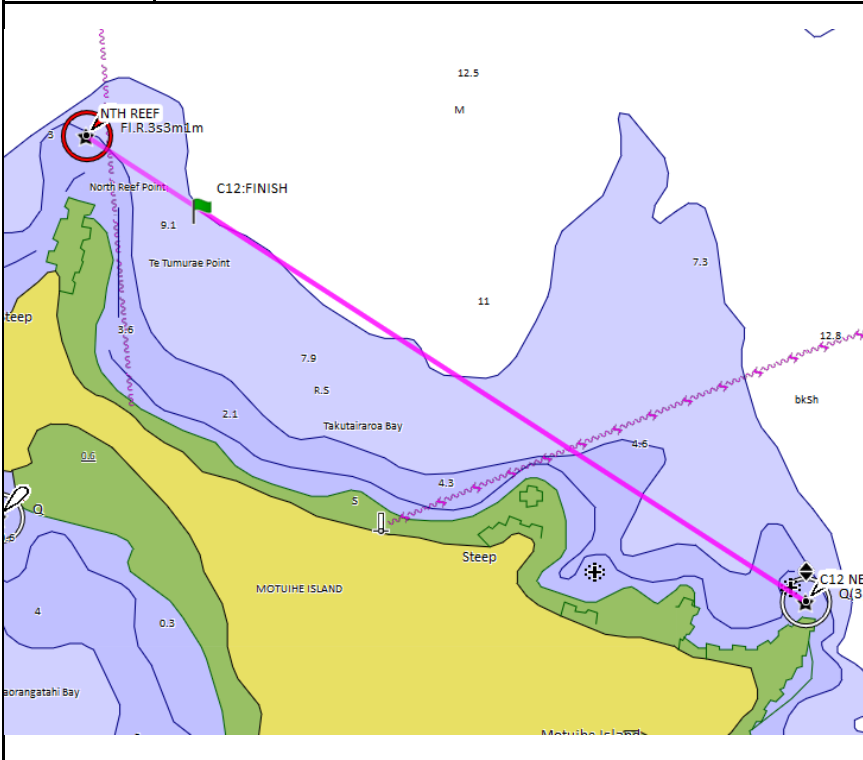 12.5
M
NTH REEF
Fl.R.3s3m1m
3
North Reef Point
C12:FINISH
9.1
Te Tumurae Point
7.3
11
teep
3.6
12.8
7.9
R.S
bkSh
2.1
Takutairaroa Bay
4.6
0.6
4.3
5
Q
Steep
C12 NE
Q(3
MOTUIHE ISLAND
4
0.3
aorangatahi Bay